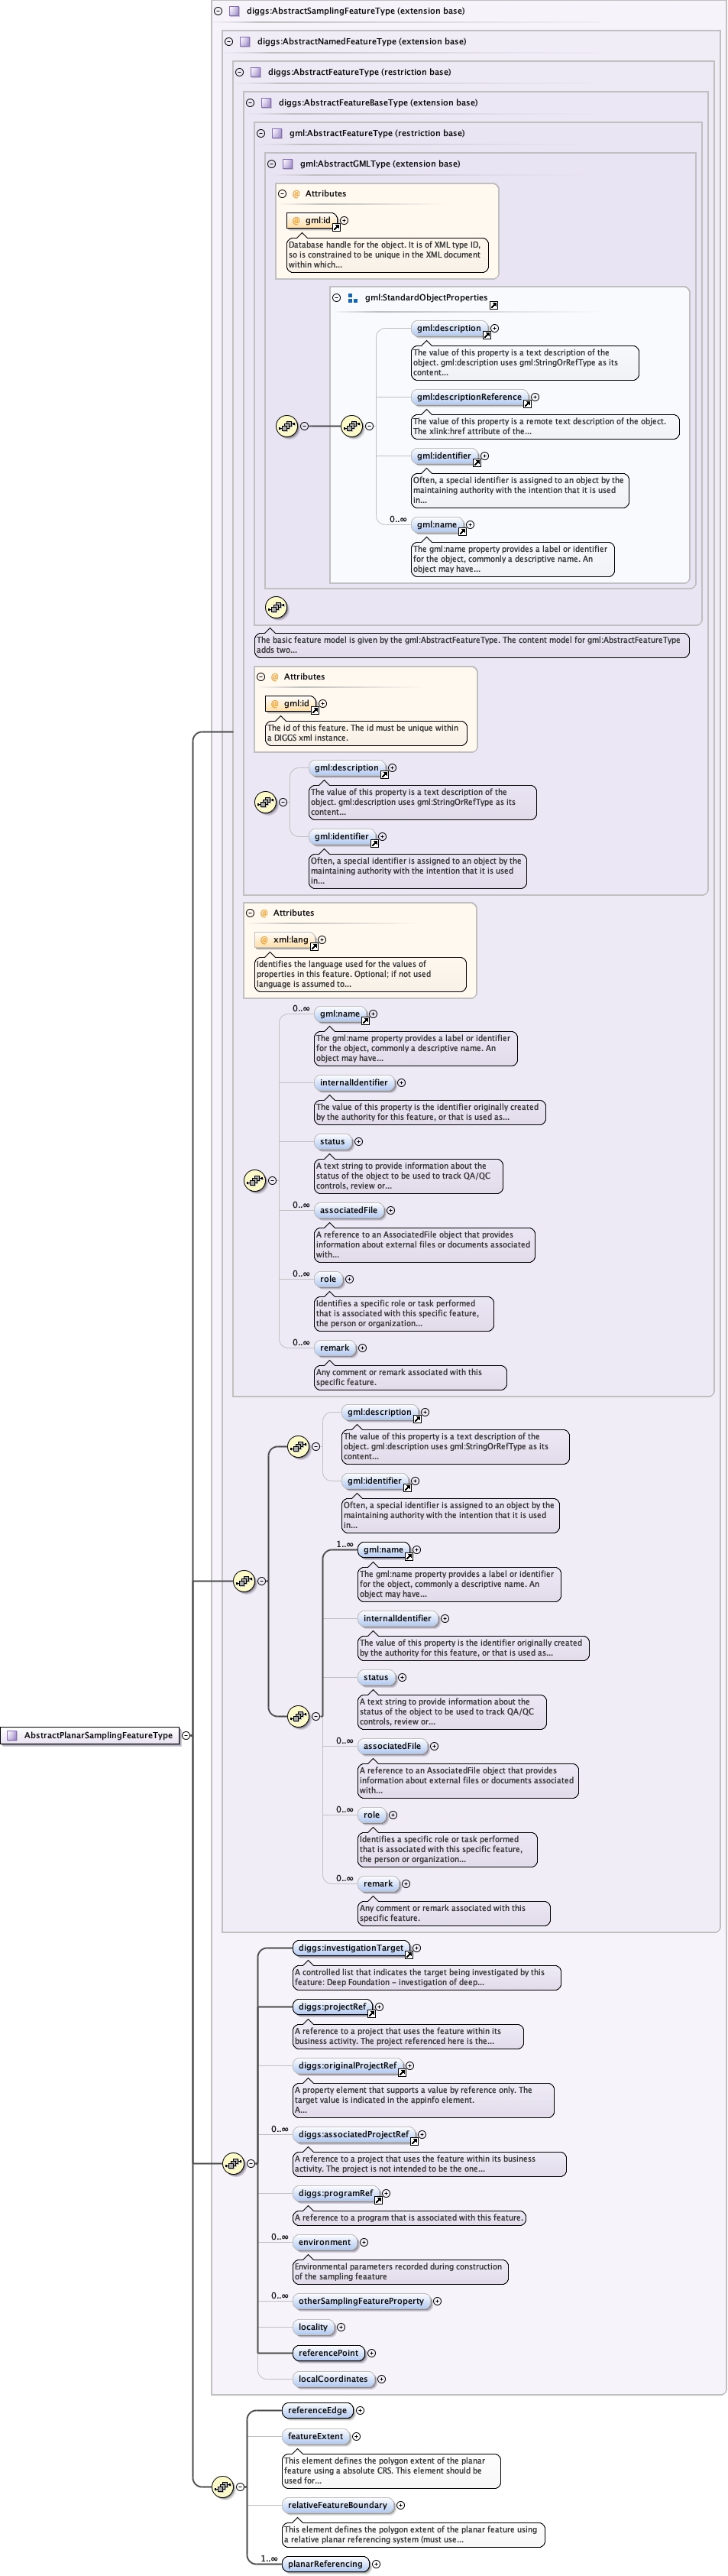 diggs:AbstractSamplingFeatureType (extension base)
diggs:AbstractNamedFeatureType (extension base)
diggs:AbstractFeatureType (restriction base)
diggs:AbstractFeatureBaseType (extension base)
gml:AbstractFeatureType (restriction base)
gml:AbstractGMLType (extension base)
@ Attributes
@ gml:id
Database handle for the object. It is of XML type ID,
so is constrained to be unique in the XML document
within which...
gml:StandardObjectProperties
gml:description
The value of this property is a text description of the
object. gml:description uses gml:StringOrRefType as its
content...
gml:descriptionReference
The value of this property is a remote text description of the object.
The xlink:href attribute of the...
gml:identifier
Often, a special identifier is assigned to an object by the
maintaining authority with the intention that it is used
in...
0..∞
gml:name
The gml:name property provides a label or identifier
for the object, commonly a descriptive name. An
object may have...
The basic feature model is given by the gml:AbstractFeatureType. The content model for gml:AbstractFeatureType
adds two...
@ Attributes
@ gml:id
The id of this feature. The id must be unique within
a DIGGS xml instance.
gml:description
The value of this property is a text description of the
object. gml:description uses gml:StringOrRefType as its
content...
gml:identifier
Often, a special identifier is assigned to an object by the
maintaining authority with the intention that it is used
in...
@ Attributes
@ xml:lang
Identifies the language used for the values of
properties in this feature. Optional; if not used
language is assumed to...
0..∞
gml:name
The gml:name property provides a label or identifier
for the object, commonly a descriptive name. An
object may have...
internalIdentifier
The value of this property is the identifier originally created
by the authority for this feature, or that is used as...
status
A text string to provide information about the
status of the object to be used to track QA/QC
controls, review or...
0..∞
associatedFile
A reference to an AssociatedFile object that provides
information about external files or documents associated
with...
0..∞
role
Identifies a specific role or task performed
that is associated with this specific feature,
the person or organization...
0..∞
remark
Any comment or remark associated with this
specific feature.
gml:description
The value of this property is a text description of the
object. gml:description uses gml:StringOrRefType as its
content...
gml:identifier
Often, a special identifier is assigned to an object by the
maintaining authority with the intention that it is used
in...
1..∞
gml:name
The gml:name property provides a label or identifier
for the object, commonly a descriptive name. An
object may have...
internalIdentifier
The value of this property is the identifier originally created
by the authority for this feature, or that is used as...
status
A text string to provide information about the
status of the object to be used to track QA/QC
controls, review or...
AbstractPlanarSamplingFeatureType
0..∞
associatedFile
A reference to an AssociatedFile object that provides
information about external files or documents associated
with...
0..∞
role
Identifies a specific role or task performed
that is associated with this specific feature,
the person or organization...
0..∞
remark
Any comment or remark associated with this
specific feature.
diggs:investigationTarget
A controlled list that indicates the target being investigated by this
feature: Deep Foundation – investigation of deep...
diggs:projectRef
A reference to a project that uses the feature within its
business activity. The project referenced here is the...
diggs:originalProjectRef
A property element that supports a value by reference only. The
target value is indicated in the appinfo element.
A...
0..∞
diggs:associatedProjectRef
A reference to a project that uses the feature within its business
activity. The project is not intended to be the one...
diggs:programRef
A reference to a program that is associated with this feature.
0..∞
environment
Environmental parameters recorded during construction
of the sampling feaature
0..∞
otherSamplingFeatureProperty
locality
referencePoint
localCoordinates
referenceEdge
featureExtent
This element defines the polygon extent of the planar
feature using a absolute CRS. This element should be
used for...
relativeFeatureBoundary
This element defines the polygon extent of the planar feature using
a relative planar referencing system (must use...
1..∞
planarReferencing